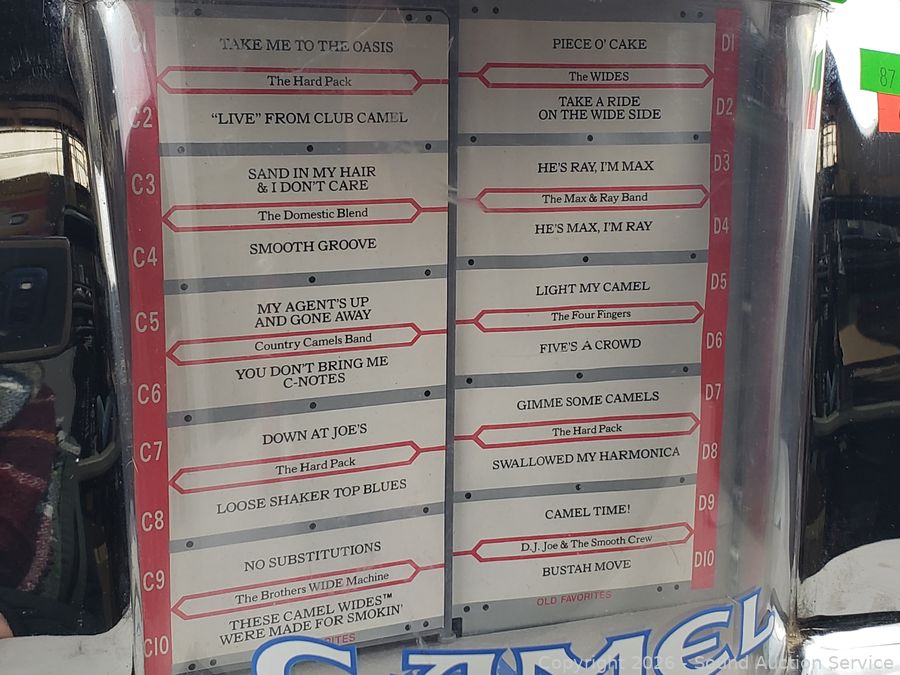 C1
TAKE ME TO THE OASIS
The Hard Pack
C2
"LIVE" FROM CLUB CAMEL
C3
SAND IN MY HAIR
& I DON'T CARE
The Domestic Blend
C4
SMOOTH GROOVE
C5
MY AGENT'S UP
AND GONE AWAY
Country Camels Band
C6
YOU DON'T BRING ME
C-NOTES
C7
DOWN AT JOE'S
The Hard Pack
C8
LOOSE SHAKER TOP BLUES
C9
NO SUBSTITUTIONS
The Brothers WIDE Machine
C10
THESE CAMEL WIDES™
WERE MADE FOR SMOKIN'
D1
PIECE O' CAKE
The WIDES
D2
TAKE A RIDE
ON THE WIDE SIDE
D3
HE'S RAY, I'M MAX
The Max & Ray Band
D4
HE'S MAX, I'M RAY
D5
LIGHT MY CAMEL
The Four Fingers
D6
FIVE'S A CROWD
D7
GIMME SOME CAMELS
The Hard Pack
D8
SWALLOWED MY HARMONICA
D9
CAMEL TIME!
D.J. Joe & The Smooth Crew
D10
BUSTAH MOVE
OLD FAVORITES
CAMEL
87
Copyright 2026 - Sound Auction Service